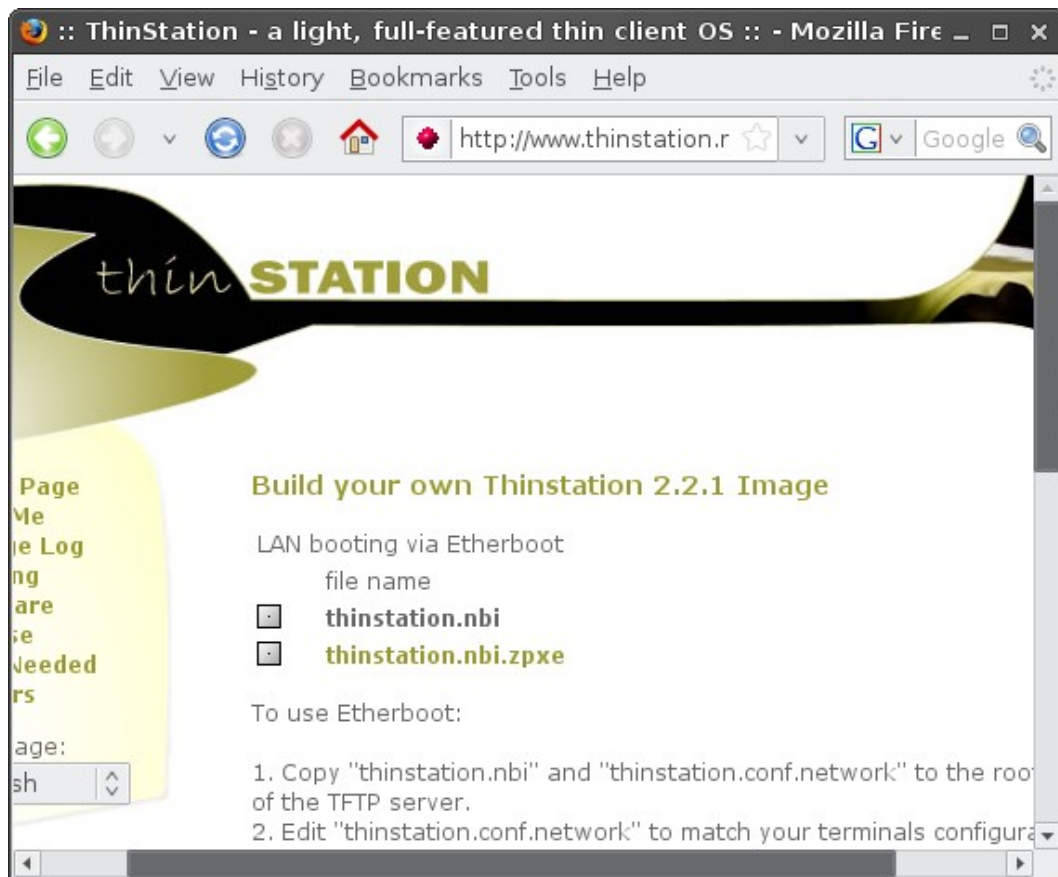 :: ThinStation - a light, full-featured thin client OS :: - Mozilla Fire
File Edit View History Bookmarks Tools Help
http://www.thinstation.r
G Google
thin STATION
Page
Me
e Log
ng
are
se
Needed
rs
age:
sh
Build your own Thinstation 2.2.1 Image
LAN booting via Etherboot
file name
thinstation.nbi
thinstation.nbi.zpxe
To use Etherboot:
1. Copy "thinstation.nbi" and "thinstation.conf.network" to the roo
of the TFTP server.
2. Edit "thinstation.conf.network" to match your terminals configura